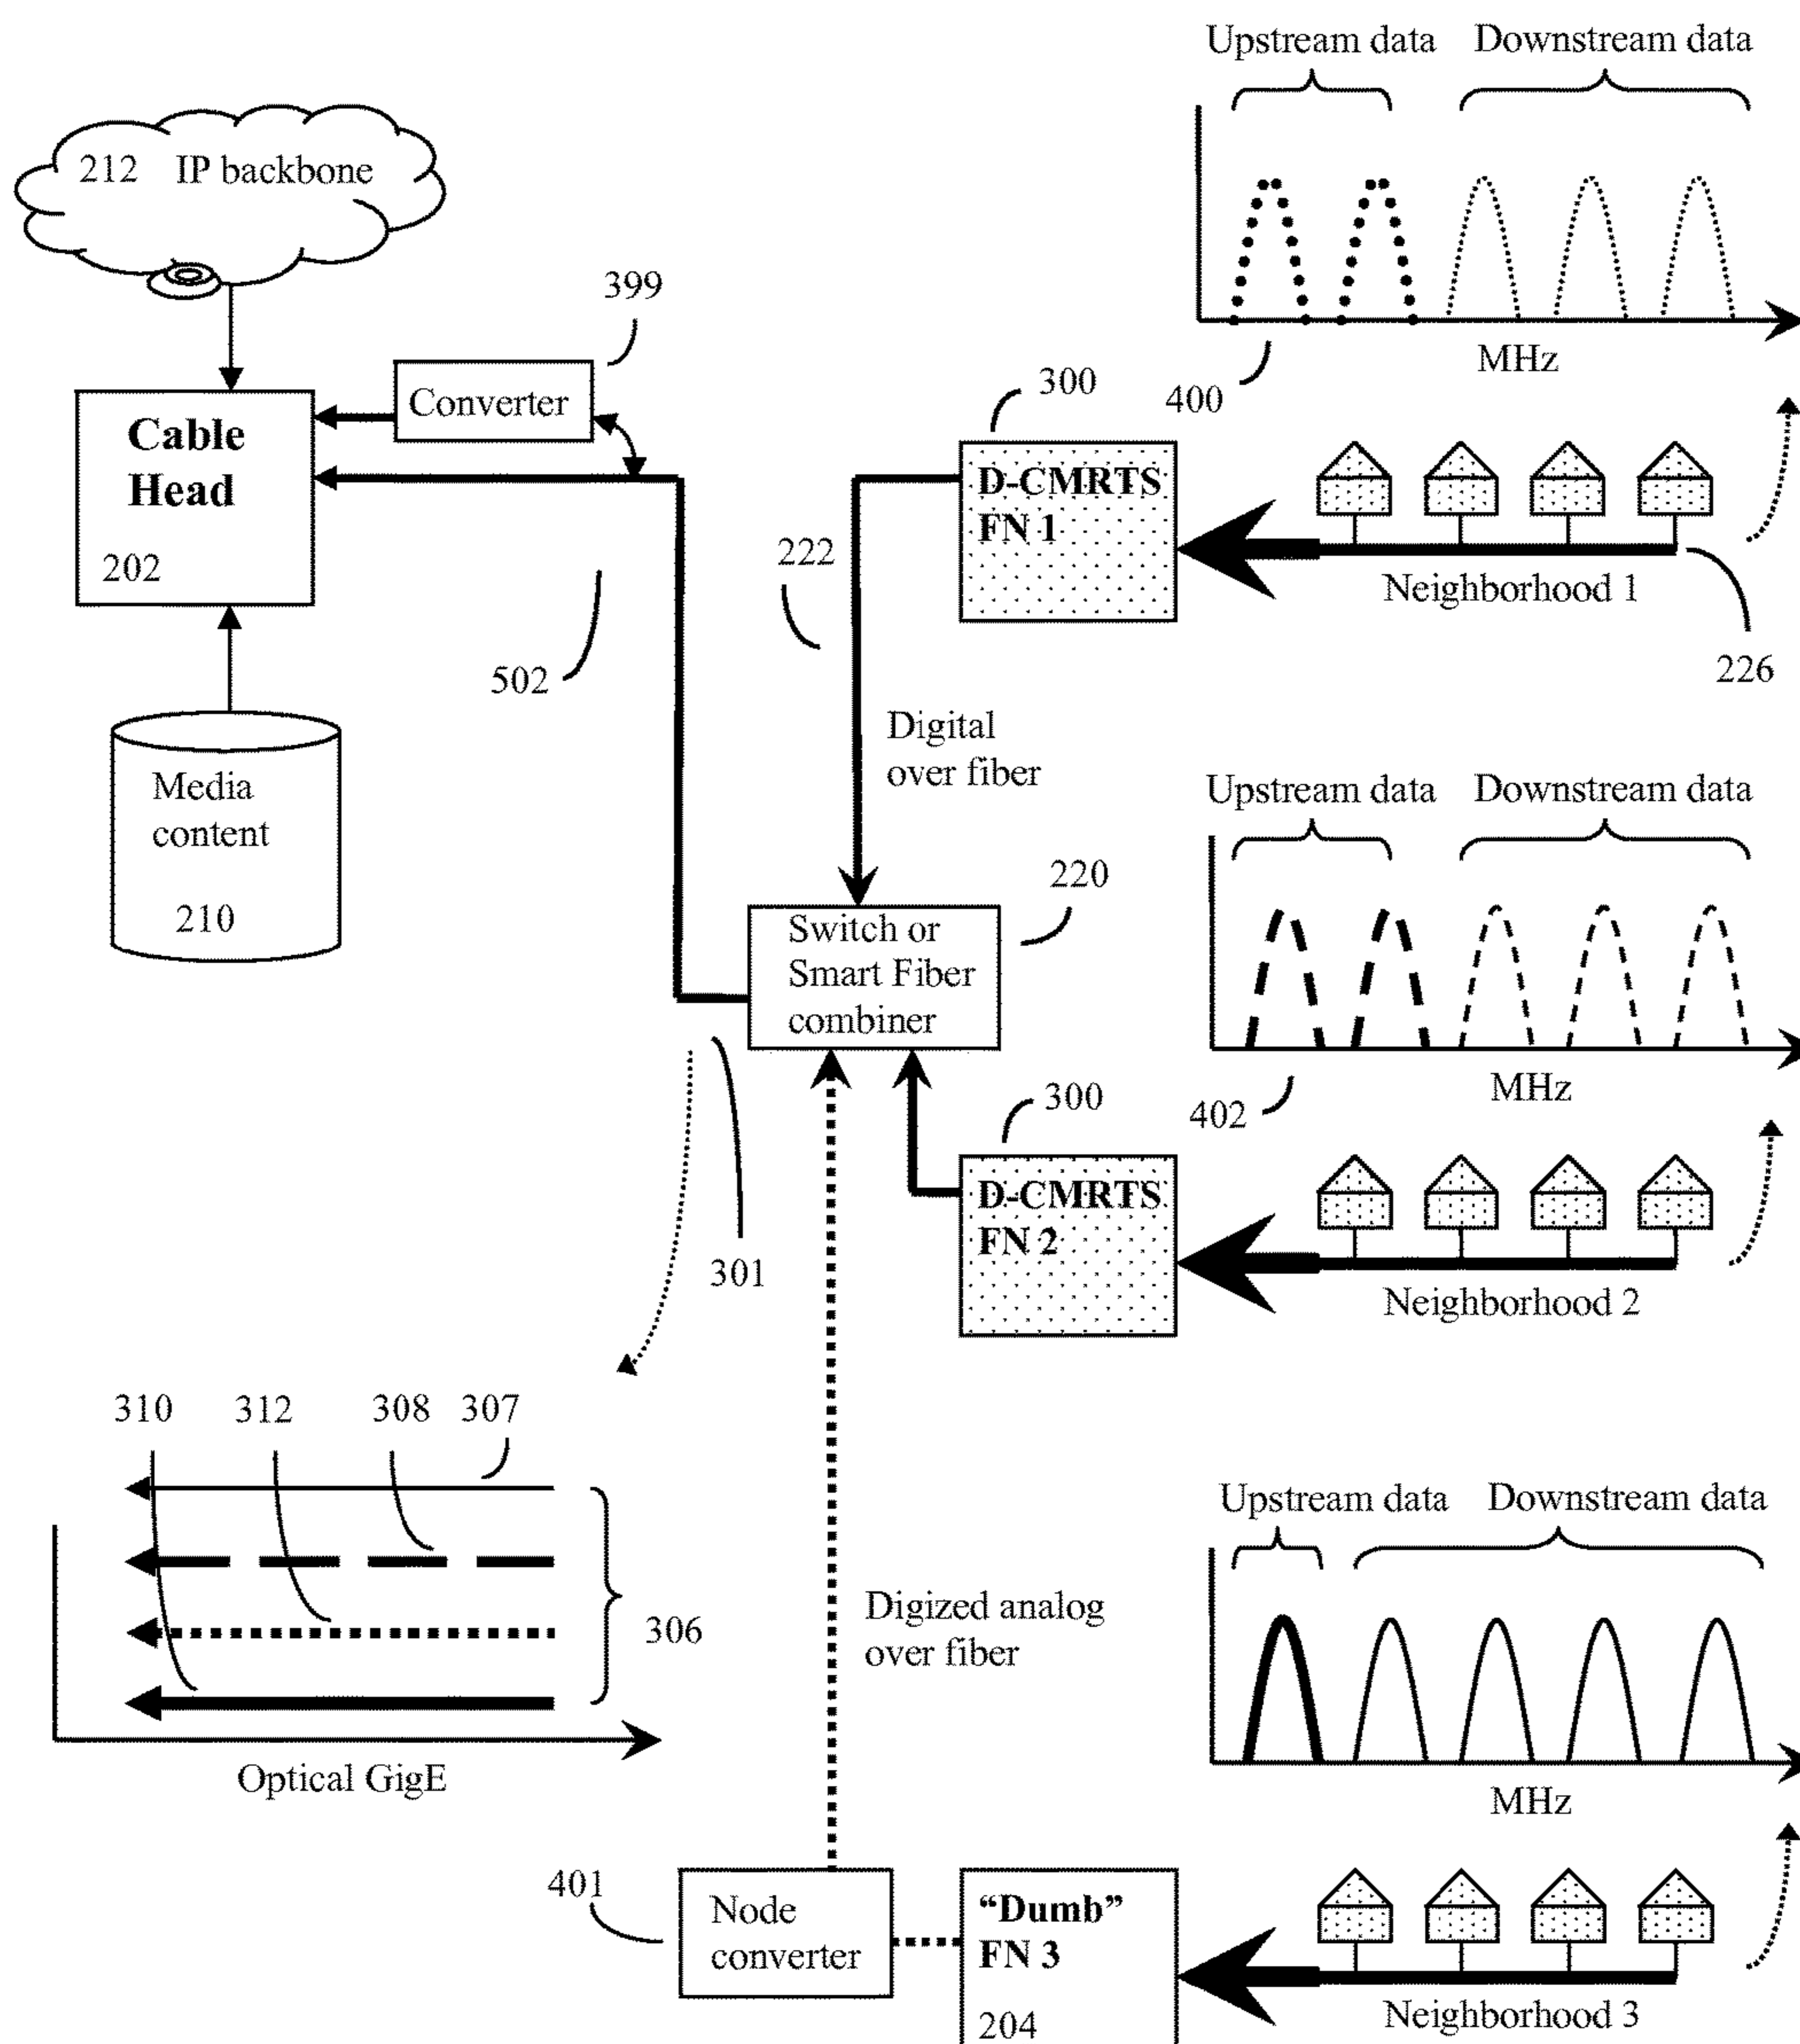 Upstream data Downstream data
212 IP backbone
399
Converter
MHz
400
Cable
Head
202
300
D-CMRTS
FN 1
222
Neighborhood 1
226
502
Digital
over fiber
Media
content
210
Upstream data Downstream data
220
Switch or
Smart Fiber
combiner
MHz
402
300
D-CMRTS
FN 2
301
Neighborhood 2
310 312 308 307
306
Optical GigE
Digized analog
over fiber
Upstream data Downstream data
MHz
401
Node
converter
“Dumb”
FN 3
204
Neighborhood 3